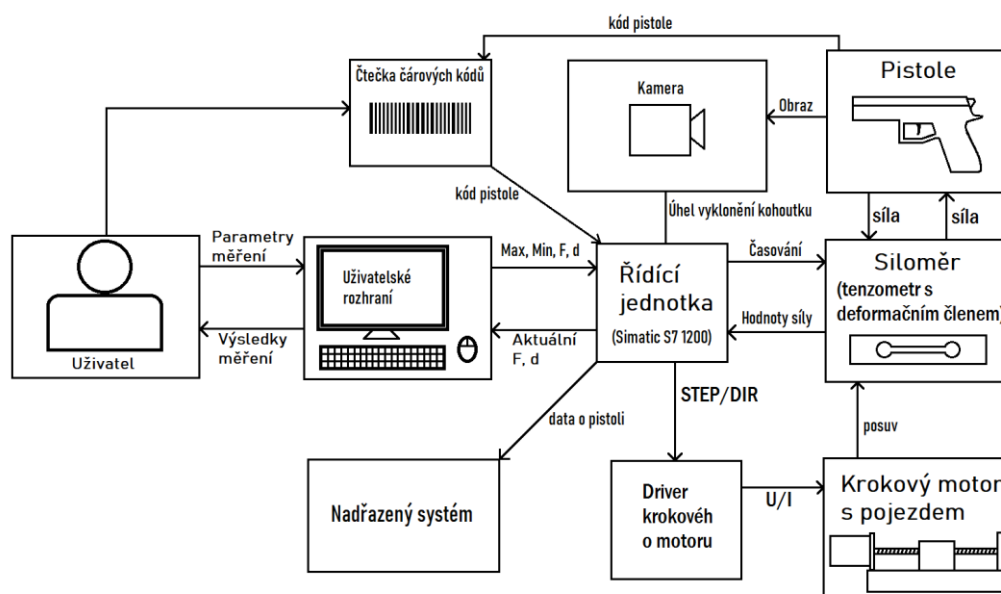 kód pistole
Čtečka čárových kódů
Kamera
Obraz
Pistole
kód pistole
Úhel vyklonění kohoutku
síla
síla
Parametry
měření
Uživatelské
rozhraní
Max, Min, F, d
Řídící
jednotka
(Simatic S7 1200)
Časování
Siloměr
(tenzometr s
deformačním členem)
Hodnoty síly
Výsledky
měření
Aktuální
F, d
Uživatel
STEP/DIR
data o pistoli
posuv
Nadřazený systém
Driver
krokovéh
o motoru
U/I
Krokový motor
s pojezdem